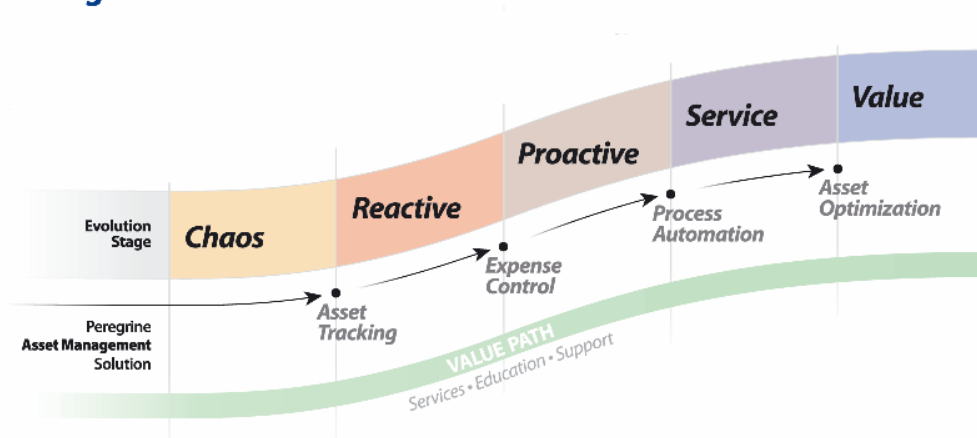 Evolution
Stage
Chaos
Reactive
Proactive
Service
Value
Peregrine
Asset Management
Solution
Asset
Tracking
Expense
Control
Process
Automation
Asset
Optimization
VALUE PATH
Services • Education • Support